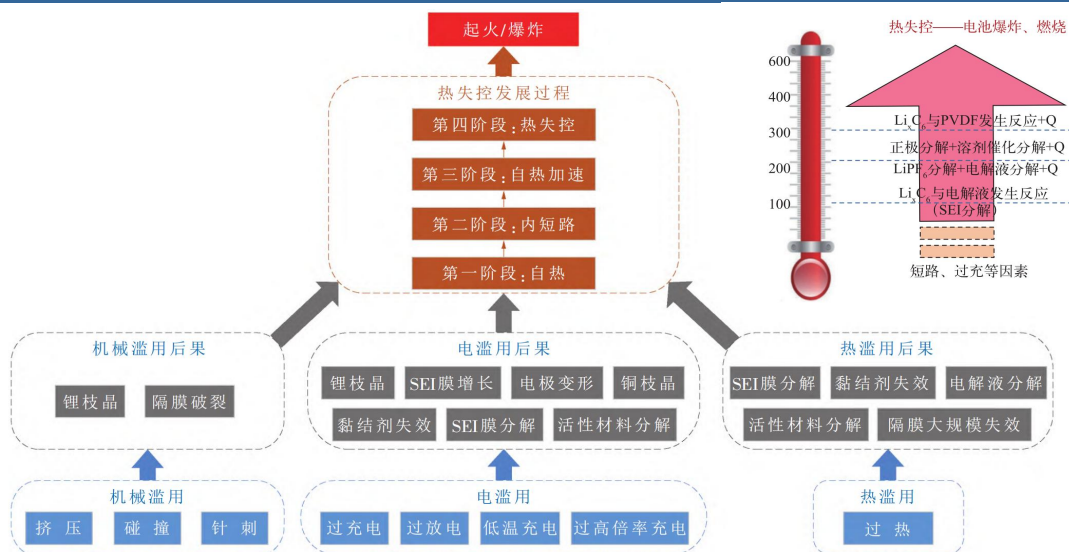 起火/爆炸
热失控发展过程
第四阶段:热失控
第三阶段:自热加速
第二阶段:内短路
第一阶段:自热
热失控——电池爆炸、燃烧
600
400
300
200
100
LixC6与PVDF发生反应+Q
正极分解+溶剂催化分解+Q
LiPF6分解+电解液分解+Q
LixC6与电解液发生反应
(SEI分解)
短路、过充等因素
机械滥用后果
锂枝晶 隔膜破裂
电滥用后果
锂枝晶 SEI膜增长 电极变形 铜枝晶
黏结剂失效 SEI膜分解 活性材料分解
热滥用后果
SEI膜分解 黏结剂失效 电解液分解
活性材料分解 隔膜大规模失效
机械滥用
挤压 碰撞 针刺
电滥用
过充电 过放电 低温充电 过高倍率充电
热滥用
过热